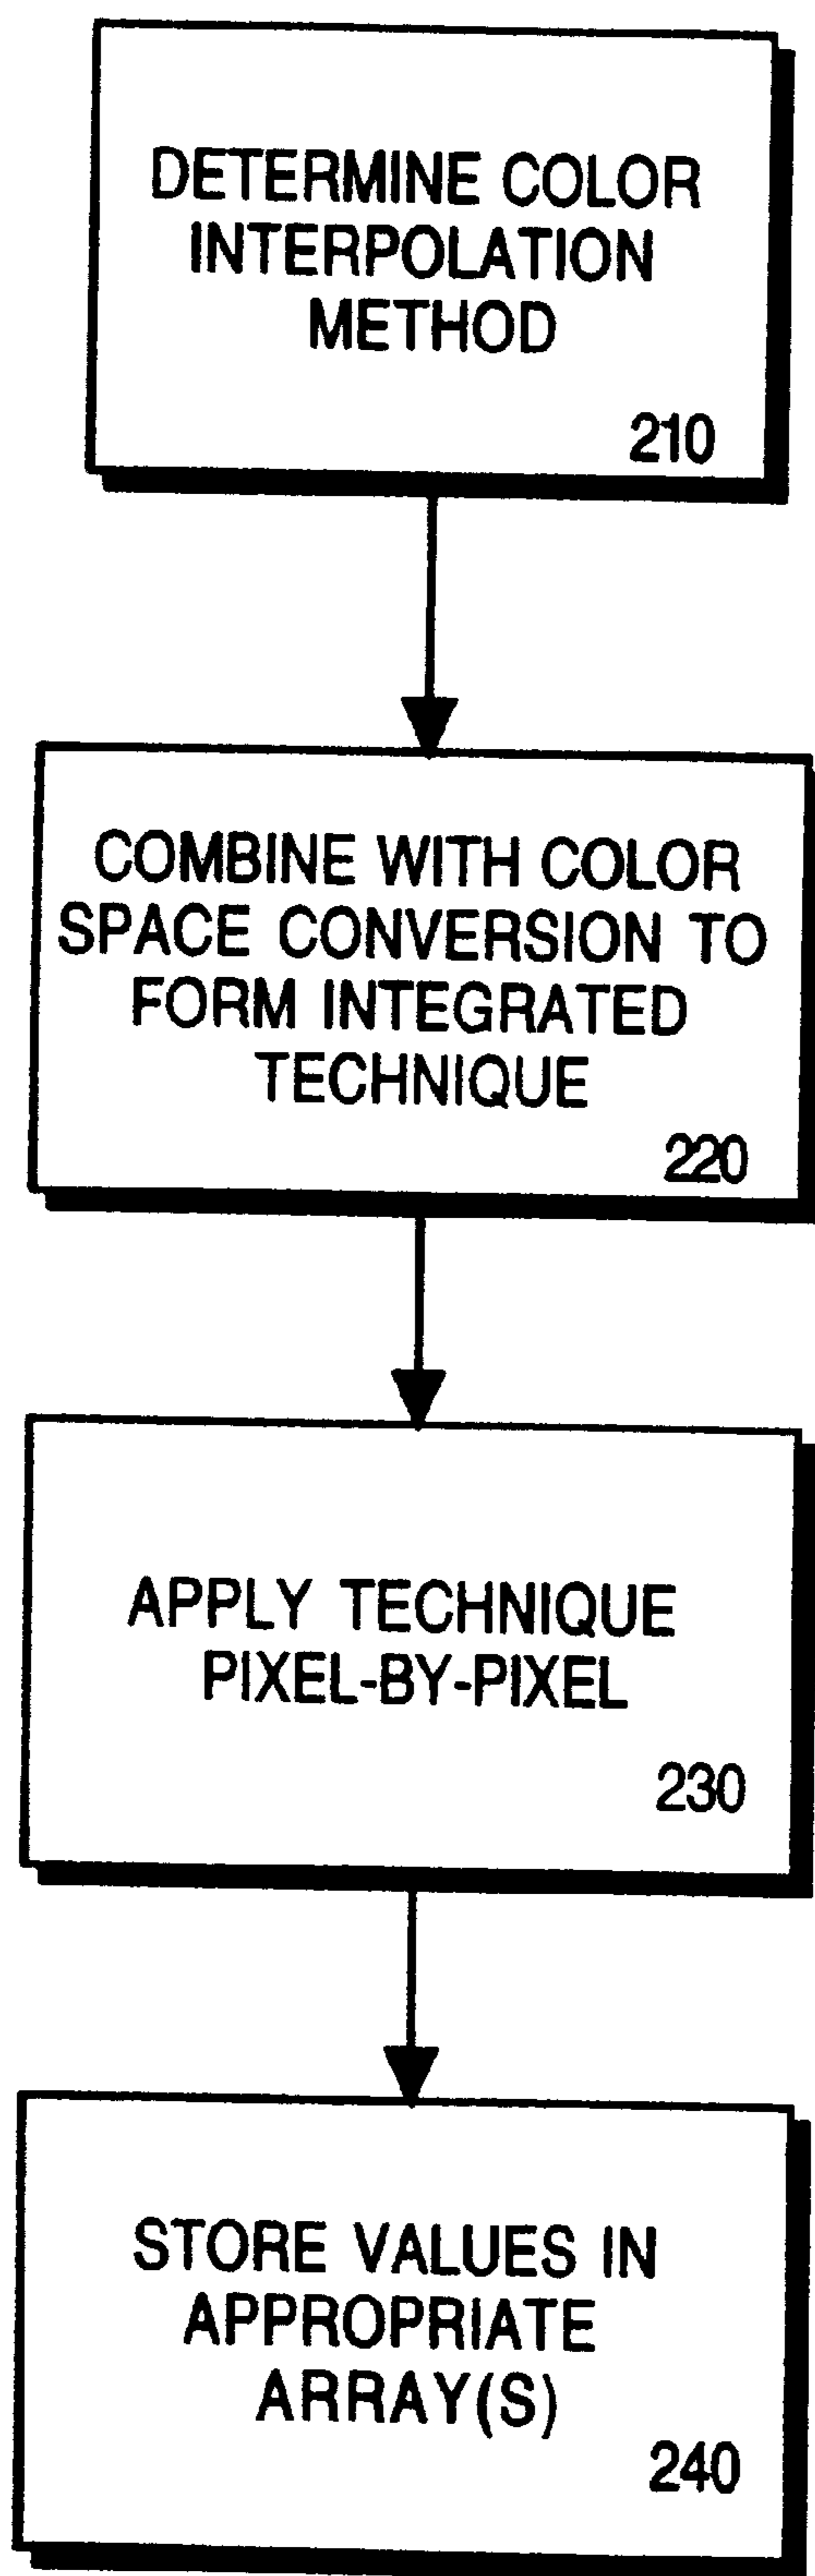 DETERMINE COLOR
INTERPOLATION
METHOD
210
COMBINE WITH COLOR
SPACE CONVERSION TO
FORM INTEGRATED
TECHNIQUE
220
APPLY TECHNIQUE
PIXEL-BY-PIXEL
230
STORE VALUES IN
APPROPRIATE
ARRAY(S)
240